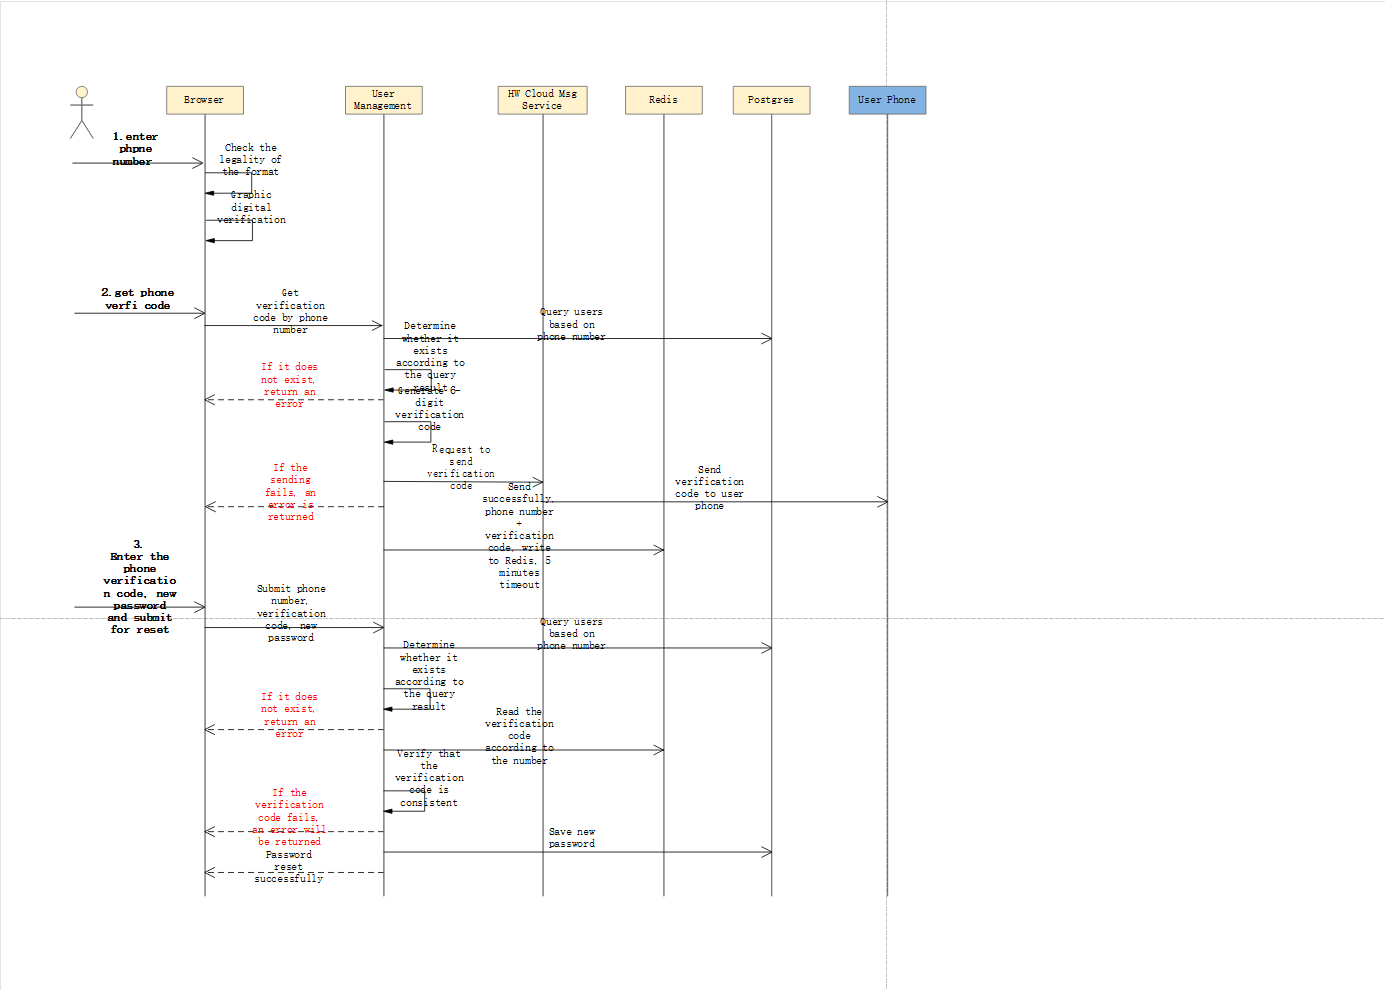 Browser
User
Management
HW Cloud Msg
Service
Redis
Postgres
User Phone
1.enter
phpne
number
Check the
legality of
the format
Graphic
digital
verification
2.get phone
verfi code
Get
verification
code by phone
number
Query users
based on
phone number
Determine
whether it
exists
according to
the query
result
If it does
not exist,
return an
error
Generate 6-
digit
verification
code
Request to
send
verification
code
If the
sending
fails, an
error is
returned
Send
verification
code to user
phone
Send
successfully,
phone number
+
verification
code, write
to Redis, 5
minutes
timeout
3.
Enter the
phone
verificatio
n code, new
password
and submit
for reset
Submit phone
number,
verification
code, new
password
Query users
based on
phone number
Determine
whether it
exists
according to
the query
result
If it does
not exist,
return an
error
Read the
verification
code
according to
the number
Verify that
the
verification
code is
consistent
If the
verification
code fails,
an error will
be returned
Save new
password
Password
reset
successfully